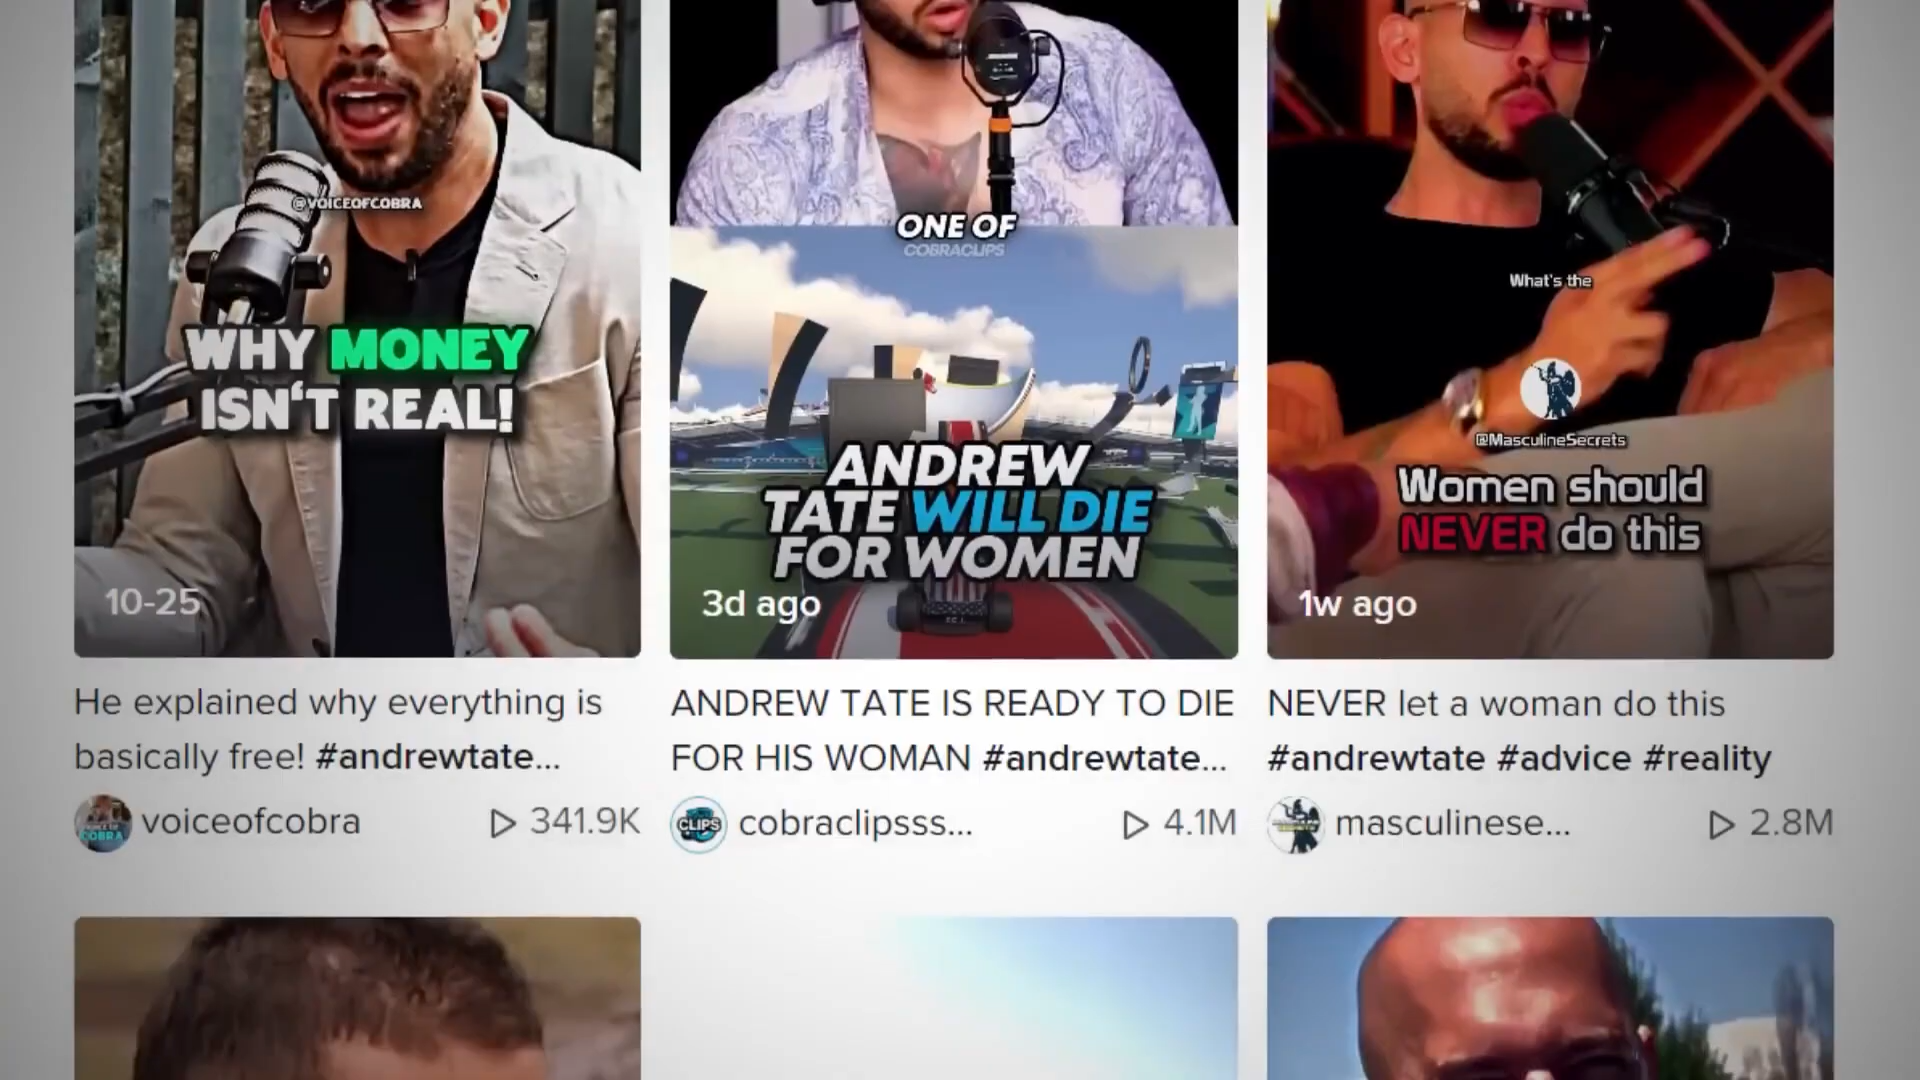 @VOICEOFCOBRA
WHY MONEY
ISN'T REAL!
10-25
He explained why everything is
basically free! #andrewtate...
voiceofcobra
341.9K
ONE OF
COBRACLIPS
ANDREW
TATE WILL DIE
FOR WOMEN
3d ago
ANDREW TATE IS READY TO DIE
FOR HIS WOMAN #andrewtate...
CLIPS
cobraclipsss...
4.1M
What's the
@MasculineSecrets
Women should
NEVER do this
1w ago
NEVER let a woman do this
#andrewtate #advice #reality
masculinese...
2.8M